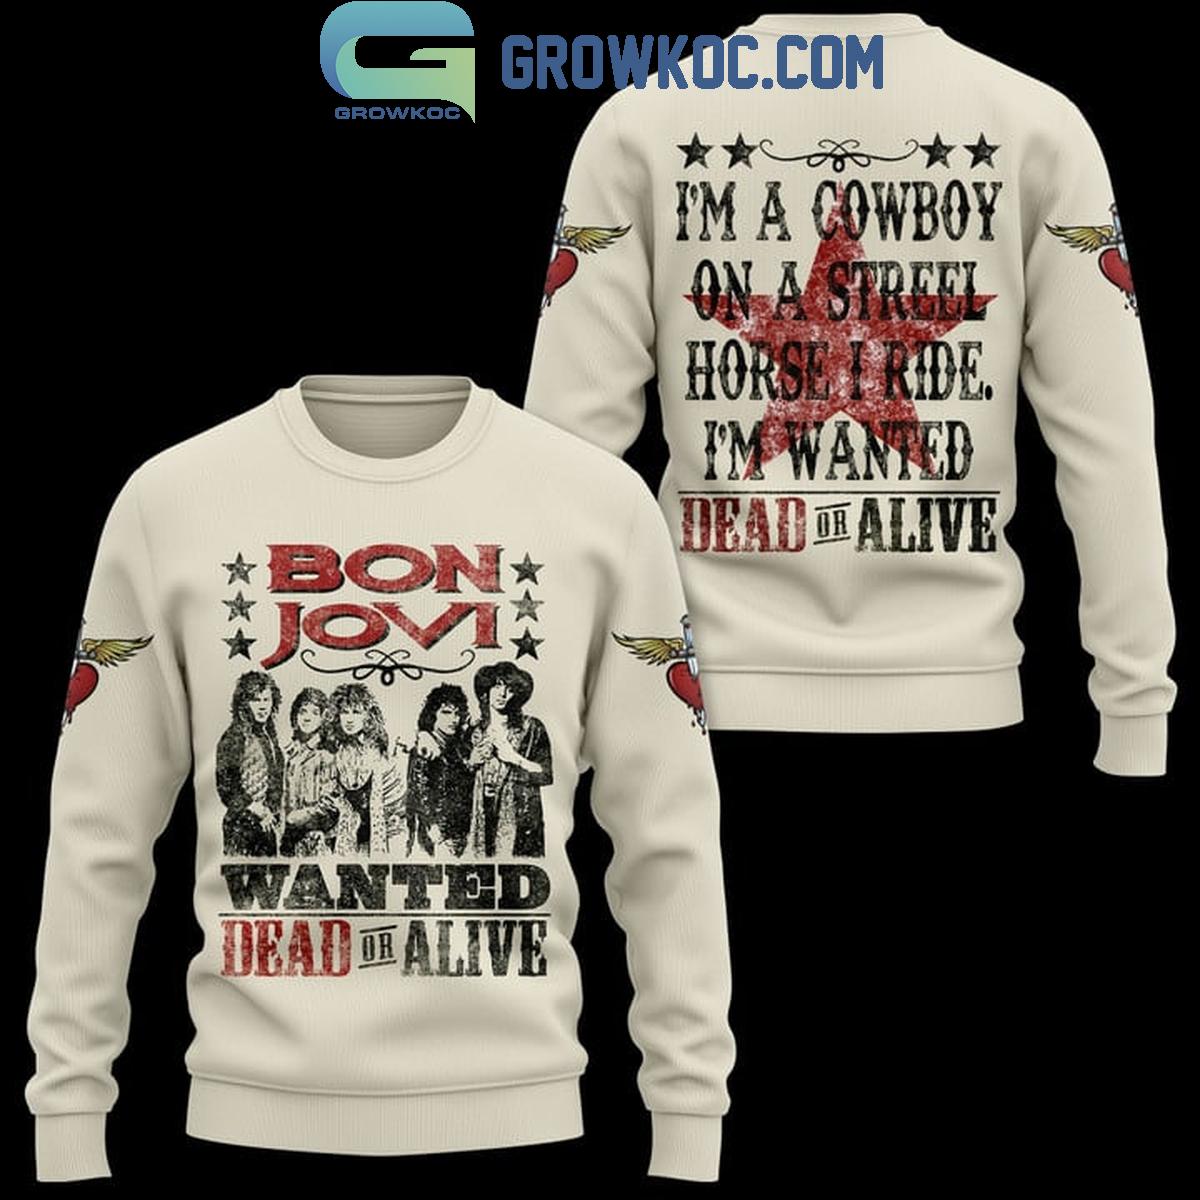 GROWKOC
GROWKOC.COM
I'M A COWBOY
ON A STREEL
HORSE I RIDE.
I'M WANTED
DEAD OR ALIVE
BON
JOVI
WANTED
DEAD OR ALIVE